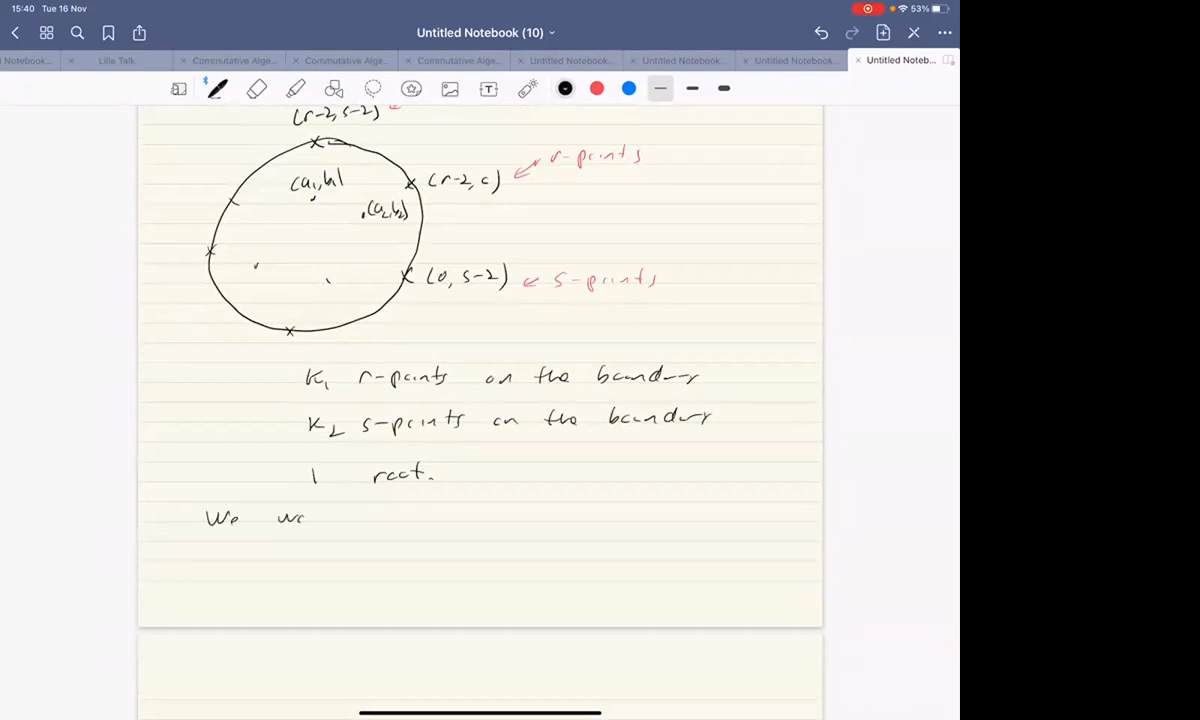 15:40 Tue 16 Nov
53%
Untitled Notebook (10)
Notebook...
Lille Talk
Commutative Alge...
Commutative Alge...
Commutative Alge...
Untitled Notebook...
Untitled Notebook...
Untitled Notebook...
Untitled Noteb...
(r-2, s-2)
(a₁, b₁)
(r-2, 0) r-points
(a₂, b₂)
(0, s-2) s-points
K₁ r-points on the boundary
K₂ s-points on the boundary
1 root.
We wa